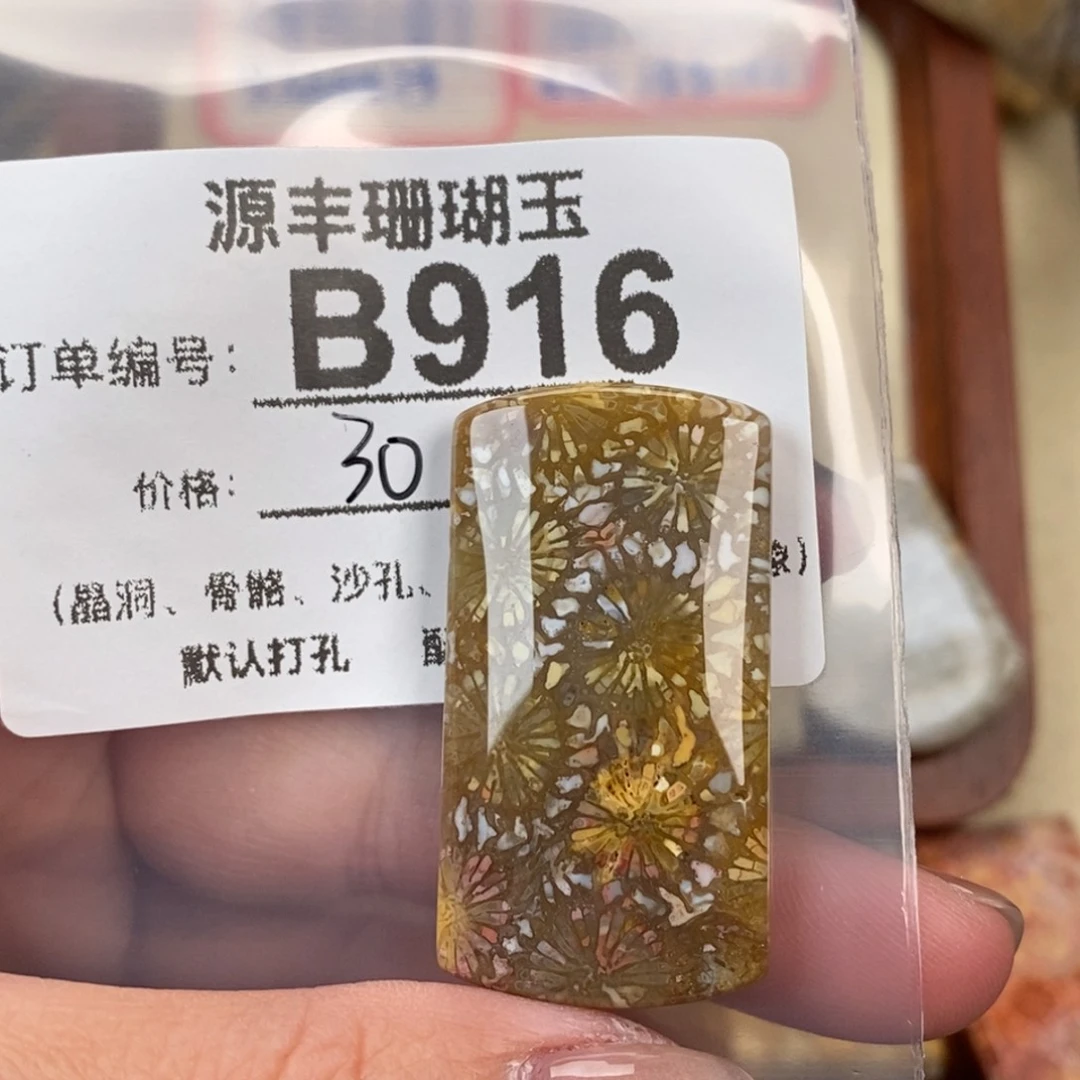 源丰珊瑚玉
订单编号: B916
价格: 30
(晶洞、骨骼、沙孔、
默认打孔